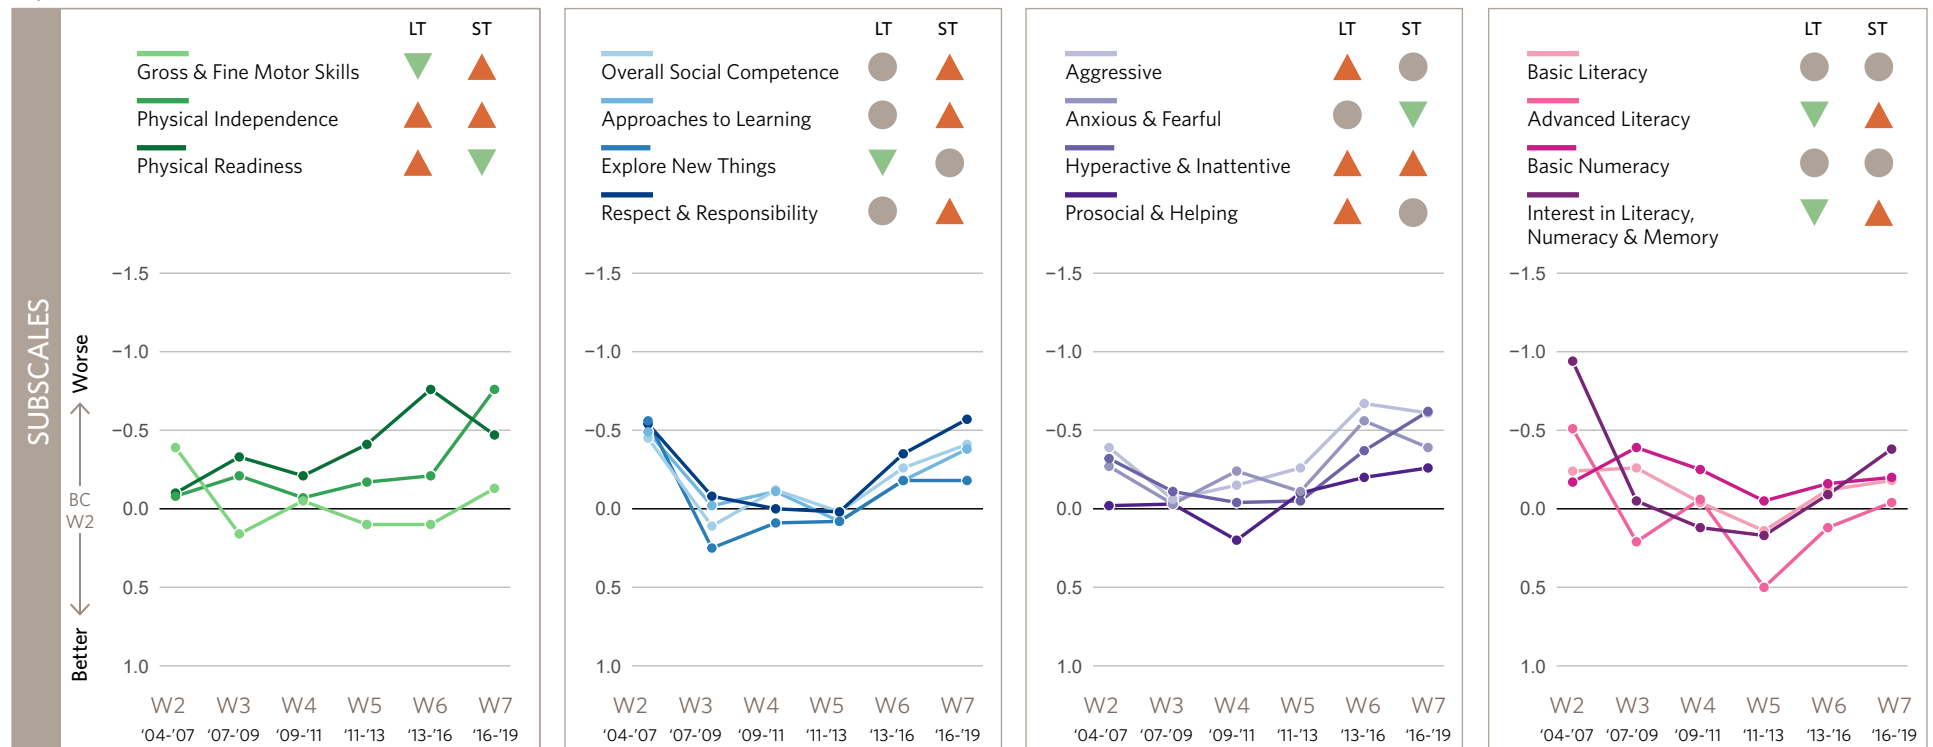 SUBSCALES
Worse
BC
W2
Better
LT ST
Gross & Fine Motor Skills
Physical Independence
Physical Readiness
−1.5
−1.0
−0.5
0.0
0.5
1.0
W2 W3 W4 W5 W6 W7
‘04-’07 ‘07-’09 ‘09-’11 ‘11-’13 ‘13-’16 ‘16-’19
LT ST
Overall Social Competence
Approaches to Learning
Explore New Things
Respect & Responsibility
−1.5
−1.0
−0.5
0.0
0.5
1.0
W2 W3 W4 W5 W6 W7
‘04-’07 ‘07-’09 ‘09-’11 ‘11-’13 ‘13-’16 ‘16-’19
LT ST
Aggressive
Anxious & Fearful
Hyperactive & Inattentive
Prosocial & Helping
−1.5
−1.0
−0.5
0.0
0.5
1.0
W2 W3 W4 W5 W6 W7
‘04-’07 ‘07-’09 ‘09-’11 ‘11-’13 ‘13-’16 ‘16-’19
LT ST
Basic Literacy
Advanced Literacy
Basic Numeracy
Interest in Literacy,
Numeracy & Memory
−1.5
−1.0
−0.5
0.0
0.5
1.0
W2 W3 W4 W5 W6 W7
‘04-’07 ‘07-’09 ‘09-’11 ‘11-’13 ‘13-’16 ‘16-’19